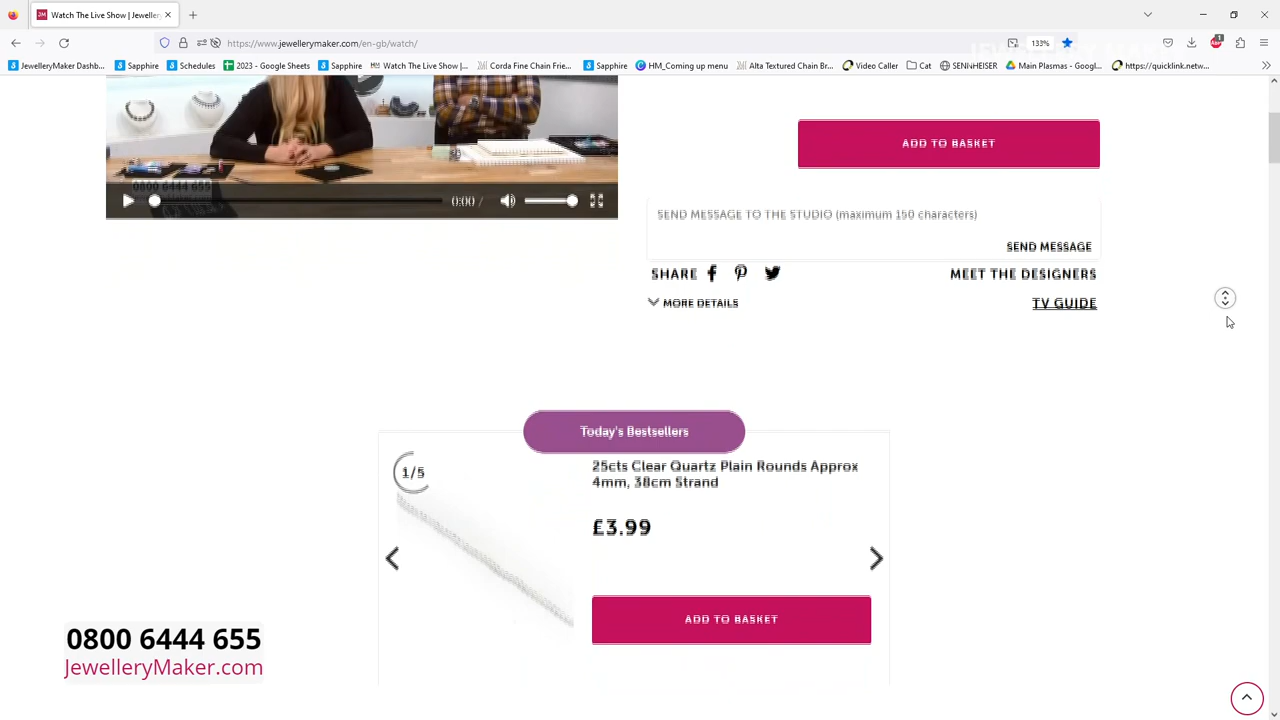 Watch The Live Show | Jeweller
https://www.jewellerymaker.com/en-gb/watch/
133%
1
JewelleryMaker Dashb...
Sapphire
Schedules
2023 - Google Sheets
Sapphire
Watch The Live Show |...
Corda Fine Chain Frie...
Sapphire
HM_Coming up menu
Alta Textured Chain Br...
Video Caller
Cat
SENNHEISER
Main Plasmas - Googl...
https://quicklink.netw...
ADD TO BASKET
0800 6444 655
0:00 /
SEND MESSAGE TO THE STUDIO (maximum 150 characters)
SEND MESSAGE
SHARE
MEET THE DESIGNERS
MORE DETAILS
TV GUIDE
Today's Bestsellers
1/5
25cts Clear Quartz Plain Rounds Approx
4mm, 38cm Strand
£3.99
ADD TO BASKET
0800 6444 655
JewelleryMaker.com